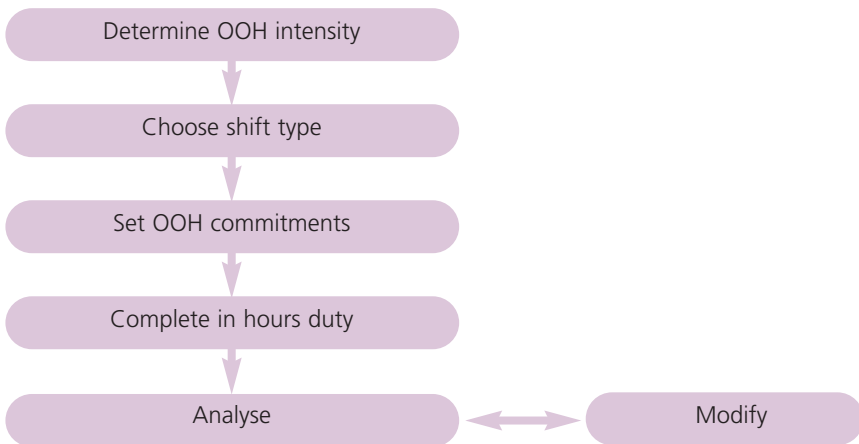 Determine OOH intensity
Choose shift type
Set OOH commitments
Complete in hours duty
Analyse
Modify